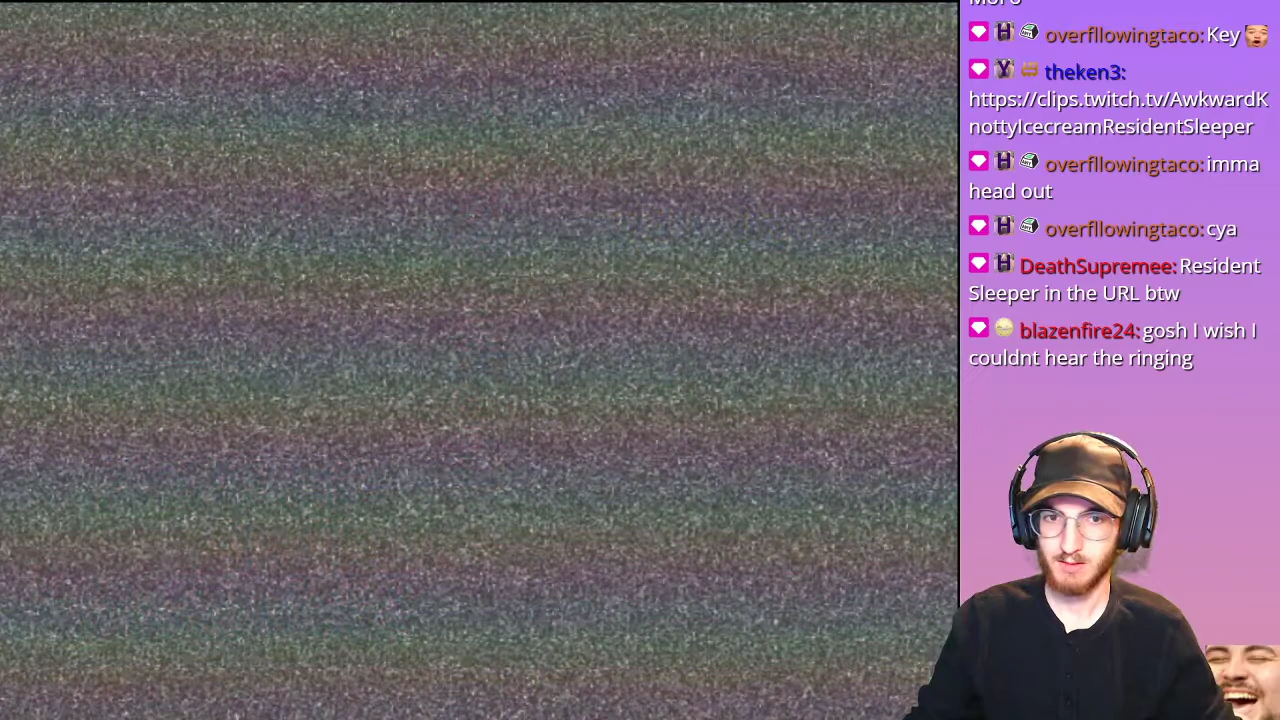 overfllowingtaco: Key
theken3:
https://clips.twitch.tv/AwkwardK
nottyIcecreamResidentSleeper
overfllowingtaco: imma
head out
overfllowingtaco: cya
DeathSupremee: Resident
Sleeper in the URL btw
blazenfire24: gosh I wish I
couldnt hear the ringing